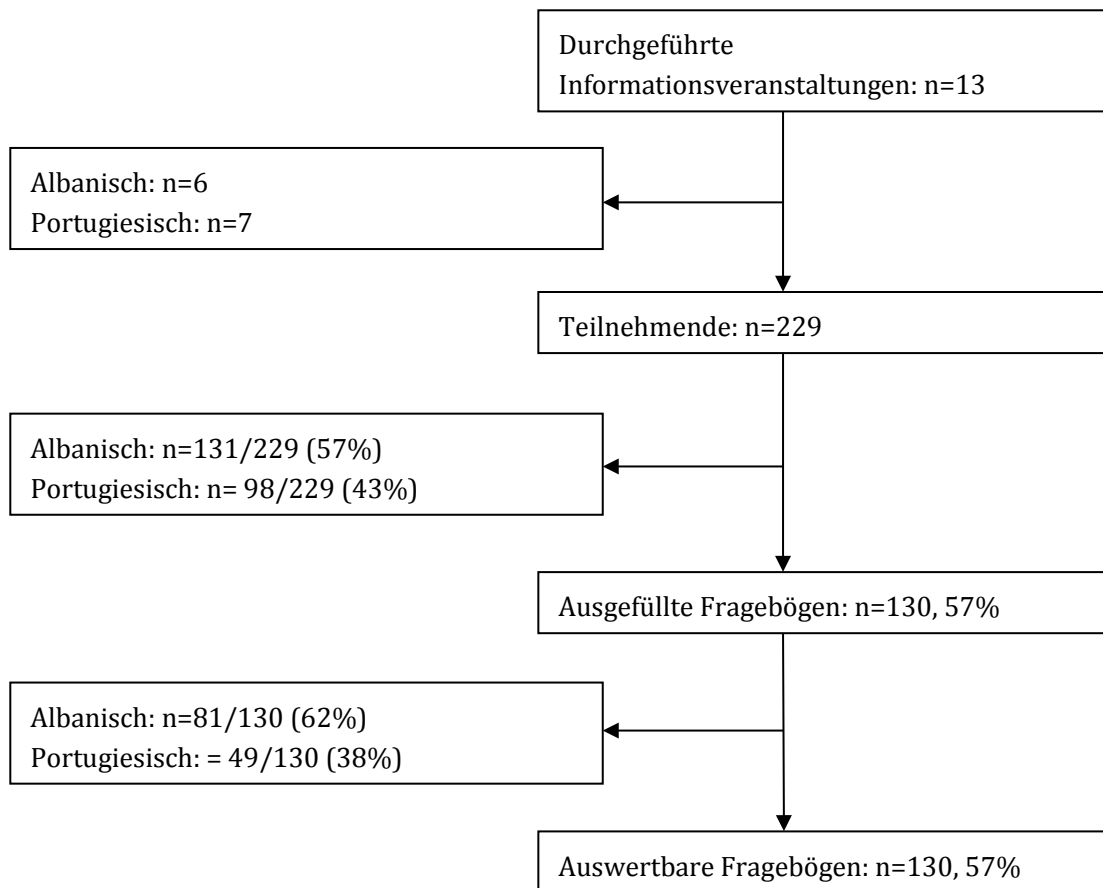 Durchgeführte
Informationsveranstaltungen: n=13
Albanisch: n=6
Portugiesisch: n=7
Teilnehmende: n=229
Albanisch: n=131/229 (57%)
Portugiesisch: n= 98/229 (43%)
Ausgefüllte Fragebögen: n=130, 57%
Albanisch: n=81/130 (62%)
Portugiesisch: = 49/130 (38%)
Auswertbare Fragebögen: n=130, 57%